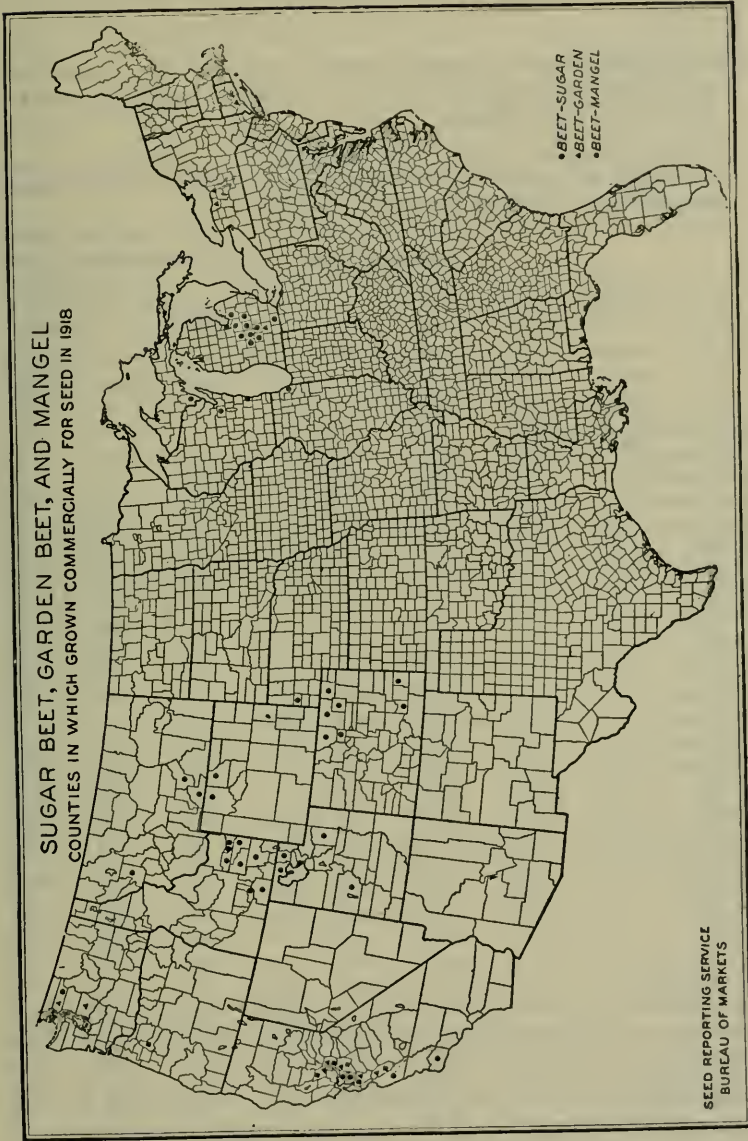 SUGAR BEET, GARDEN BEET, AND MANGEL
COUNTIES IN WHICH GROWN COMMERCIALLY FOR SEED IN 1918
• BEET-SUGAR
▲ BEET-GARDEN
• BEET-MANGEL
SEED REPORTING SERVICE
BUREAU OF MARKETS